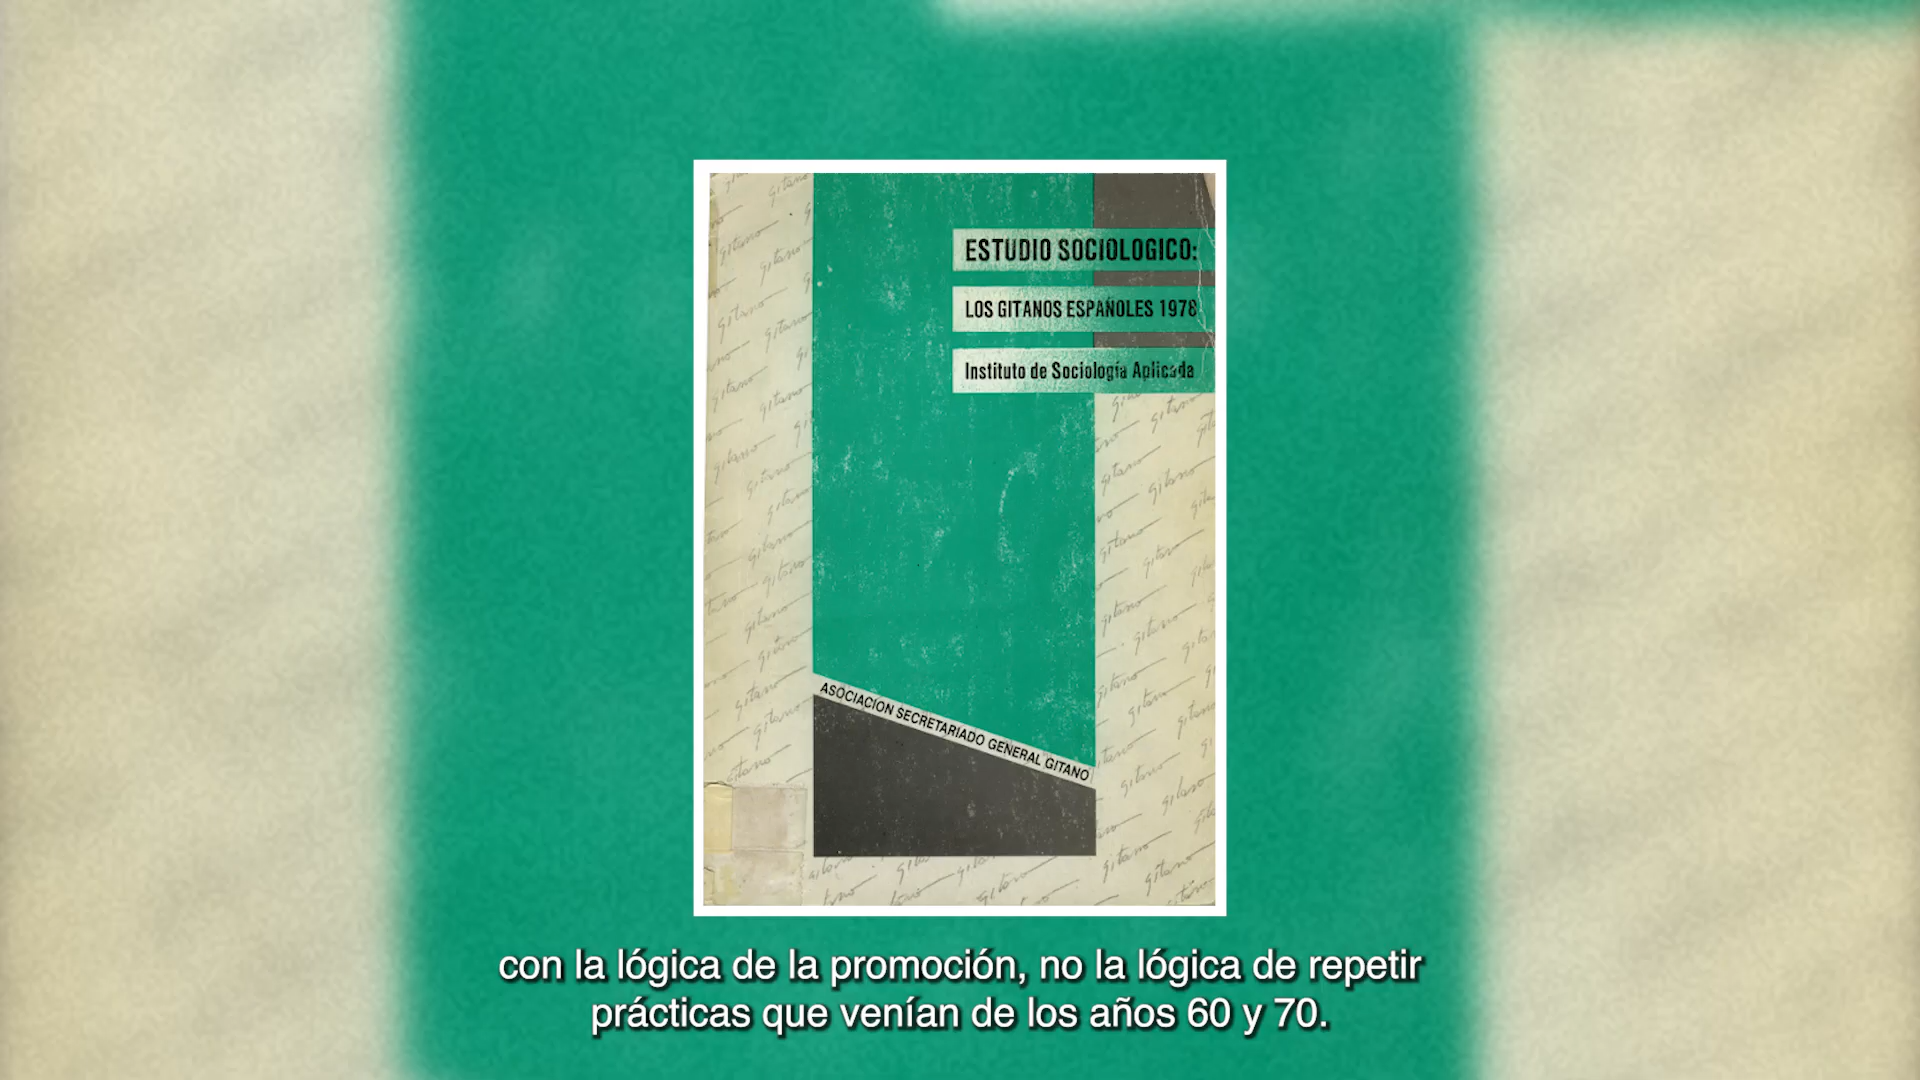 ESTUDIO SOCIOLOGICO:
LOS GITANOS ESPAÑOLES 1978
Instituto de Sociología Aplicada
ASOCIACION SECRETARIADO GENERAL GITANO
con la lógica de la promoción, no la lógica de repetir
prácticas que venían de los años 60 y 70.